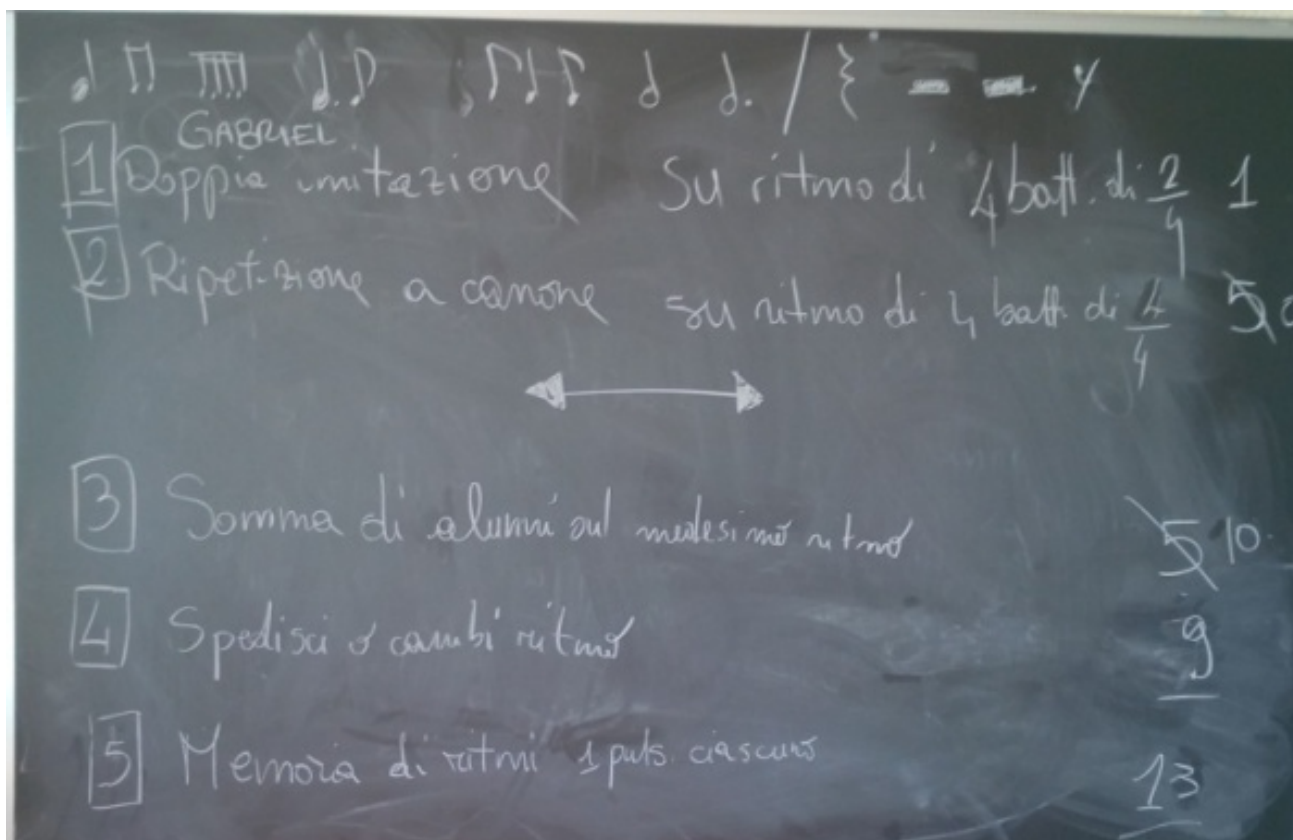 GABRIEL
1 Doppia imitazione su ritmo di 4 batt. di 2/4 1
2 Ripetizione a canone su ritmo di 4 batt. di 4/4 5
3 Somma di alunni sul medesimo ritmo 5 10.
4 Spedisci o cambi ritmo 9
5 Memoria di ritmi 1 puls. ciascuno 13